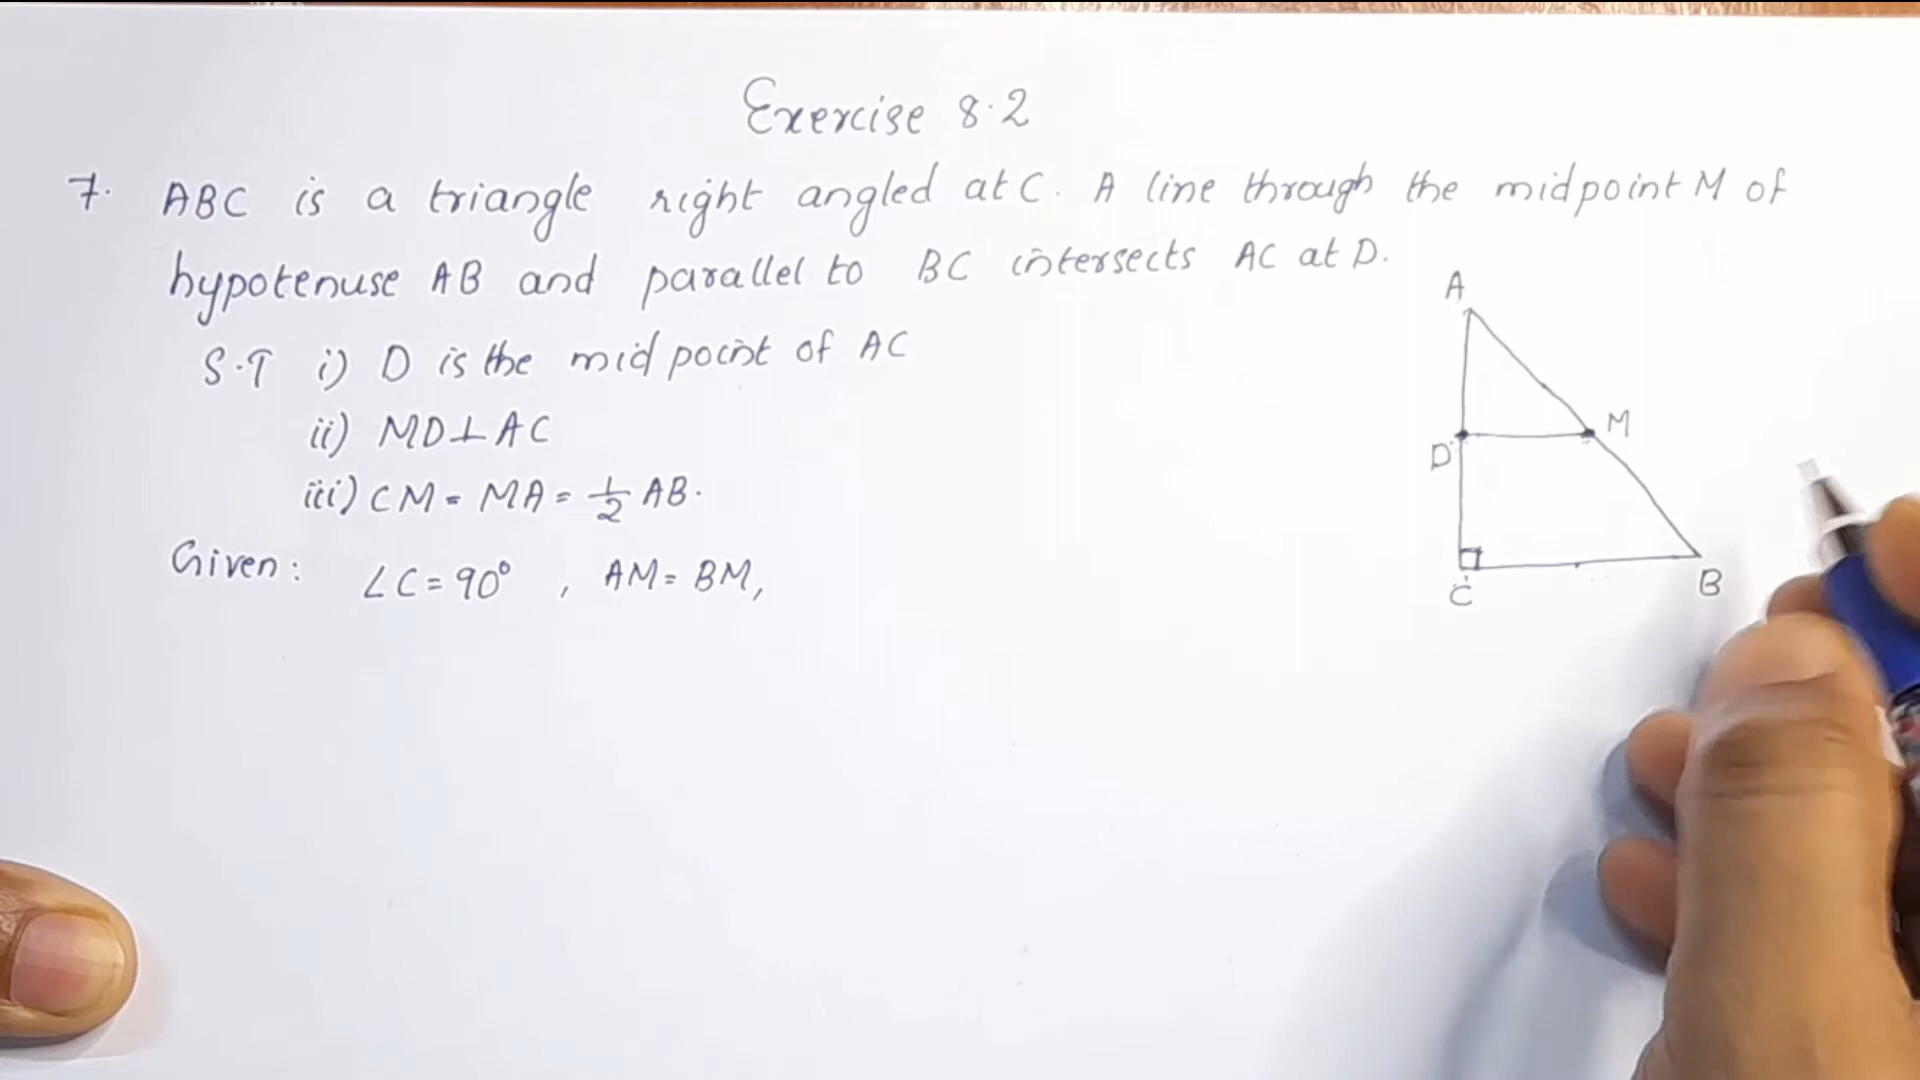 Exercise 8.2
7. ABC is a triangle right angled at C. A line through the midpoint M of
hypotenuse AB and parallel to BC intersects AC at D.
S.T i) D is the mid point of AC
ii) MD⊥AC
iii) CM = MA = 1/2 AB.
Given: ∠C = 90°, AM = BM,
A
M
D
C
B